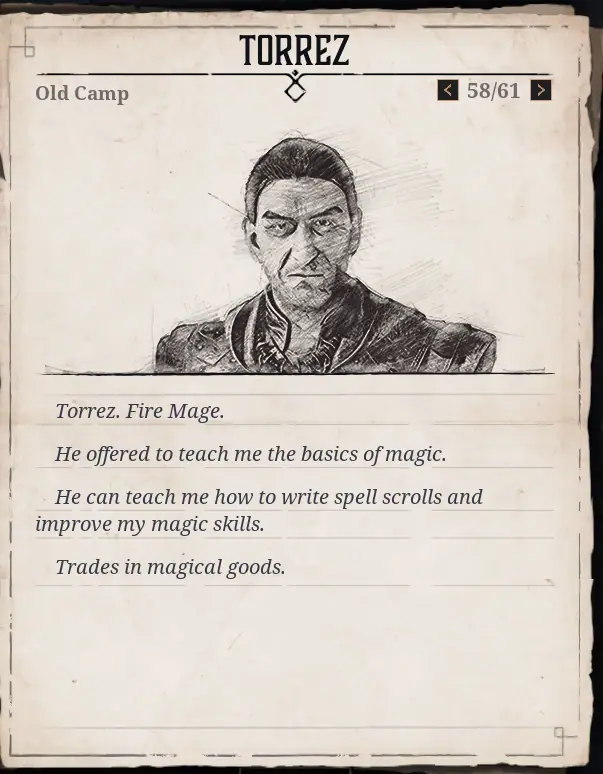 TORREZ
Old Camp
58/61
Torrez. Fire Mage.
He offered to teach me the basics of magic.
He can teach me how to write spell scrolls and
improve my magic skills.
Trades in magical goods.